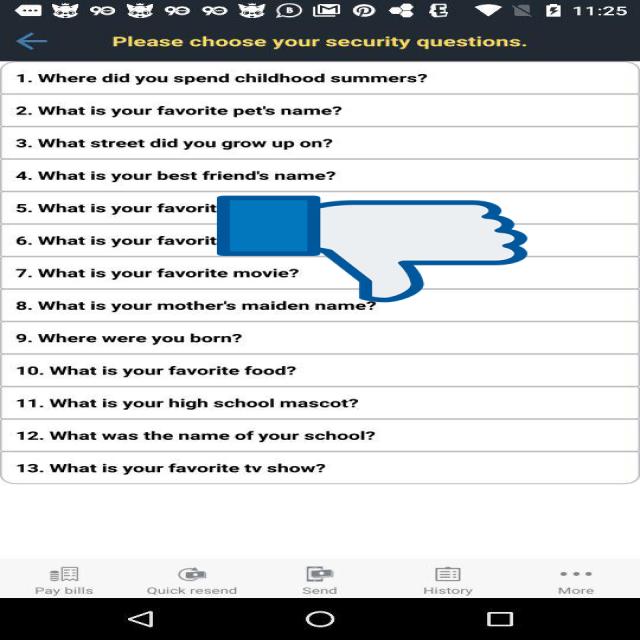 11:25
Please choose your security questions.
1. Where did you spend childhood summers?
2. What is your favorite pet's name?
3. What street did you grow up on?
4. What is your best friend's name?
5. What is your favorit
6. What is your favorit
7. What is your favorite movie?
8. What is your mother's maiden name?
9. Where were you born?
10. What is your favorite food?
11. What is your high school mascot?
12. What was the name of your school?
13. What is your favorite tv show?
Pay bills Quick resend Send History More